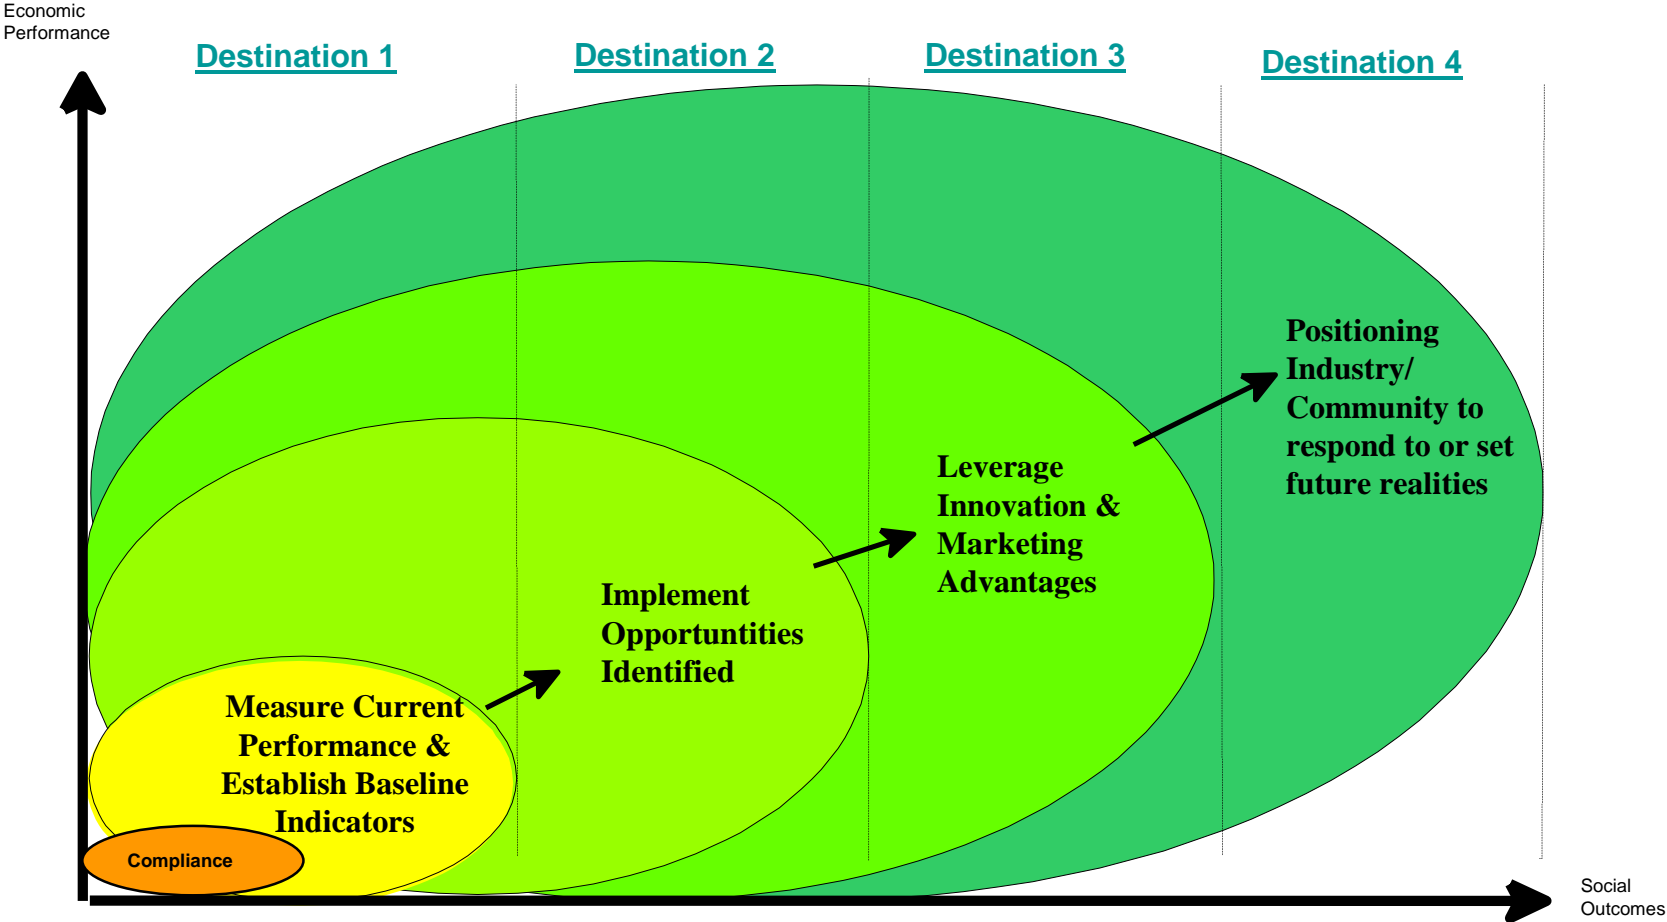 Economic
Performance
Destination 1
Destination 2
Destination 3
Destination 4
Positioning
Industry/
Community to
respond to or set
future realities
Leverage
Innovation &
Marketing
Advantages
Implement
Opportuntities
Identified
Measure Current
Performance &
Establish Baseline
Indicators
Compliance
Social
Outcomes